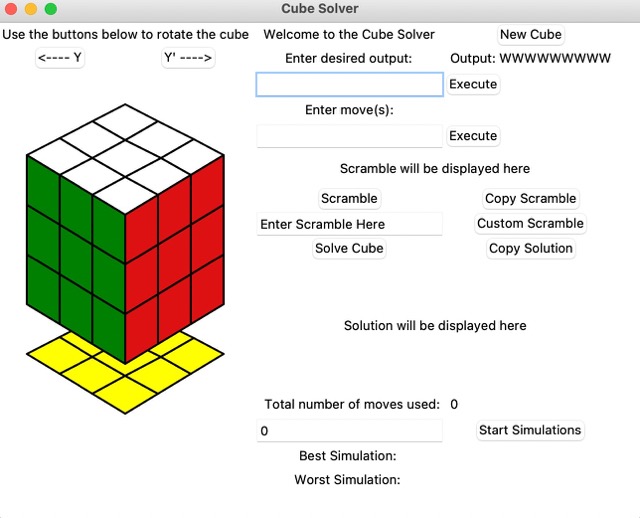 Cube Solver
Use the buttons below to rotate the cube
Welcome to the Cube Solver
New Cube
<---- Y
Y' ---->
Enter desired output:
Output: WWWWWWWWW
Execute
Enter move(s):
Execute
Scramble will be displayed here
Scramble
Copy Scramble
Enter Scramble Here
Custom Scramble
Solve Cube
Copy Solution
Solution will be displayed here
Total number of moves used: 0
0
Start Simulations
Best Simulation:
Worst Simulation: